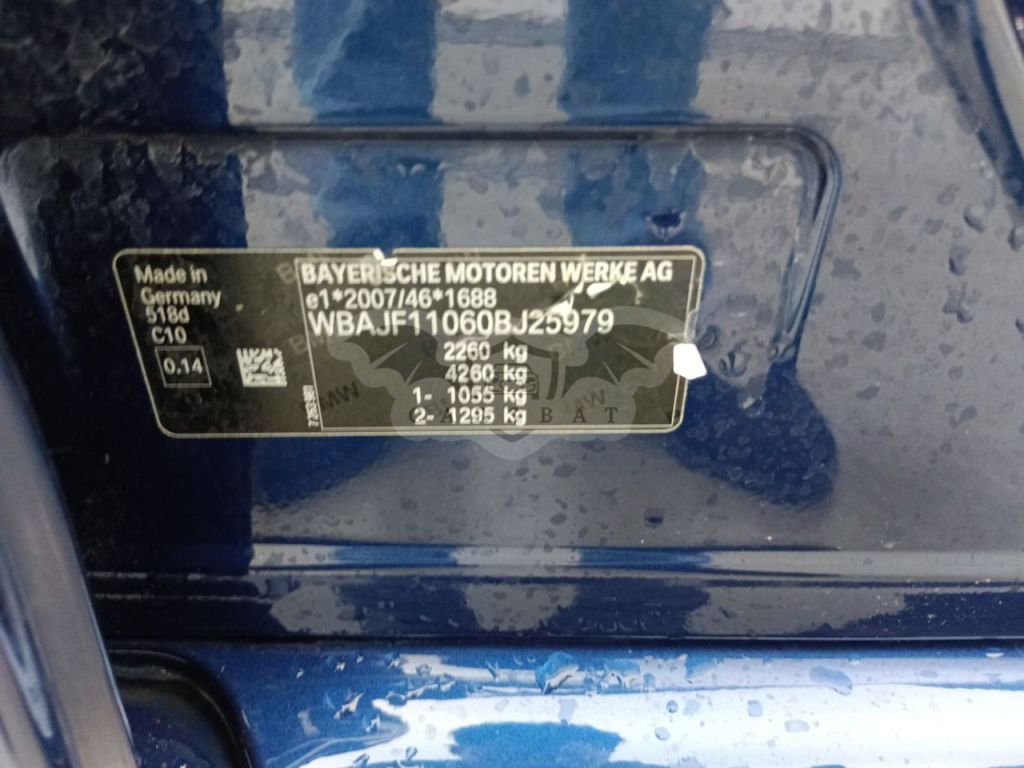 Made in
Germany
518d
C10
0.14
BAYERISCHE MOTOREN WERKE AG
e1*2007/46*1688
WBAJF11060BJ25979
2260 kg
4260 kg
1- 1055 kg
2- 1295 kg